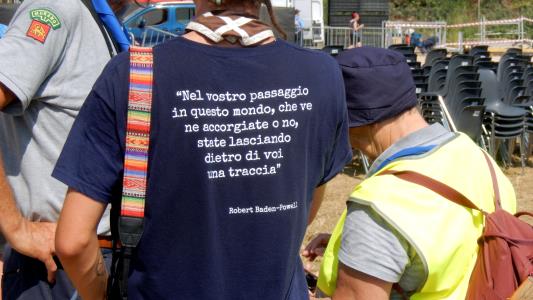 MURANO
“Nel vostro passaggio
in questo mondo, che ve
ne accorgiate o no,
state lasciando
dietro di voi
una traccia”
Robert Baden-Powell